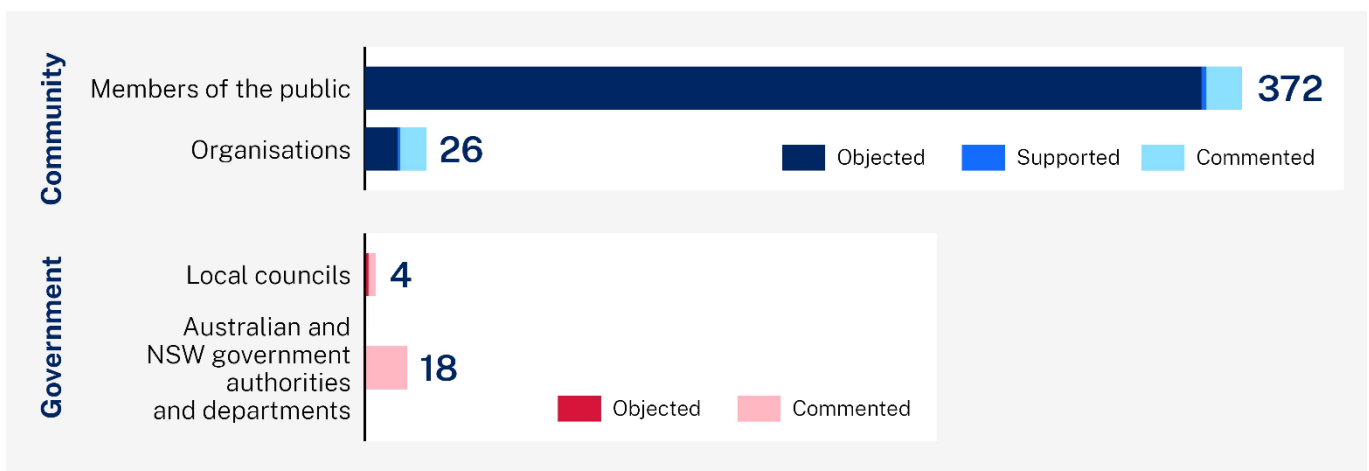 Community
Members of the public
372
Organisations
26
Objected
Supported
Commented
Government
Local councils
4
Australian and
NSW government
authorities
and departments
18
Objected
Commented